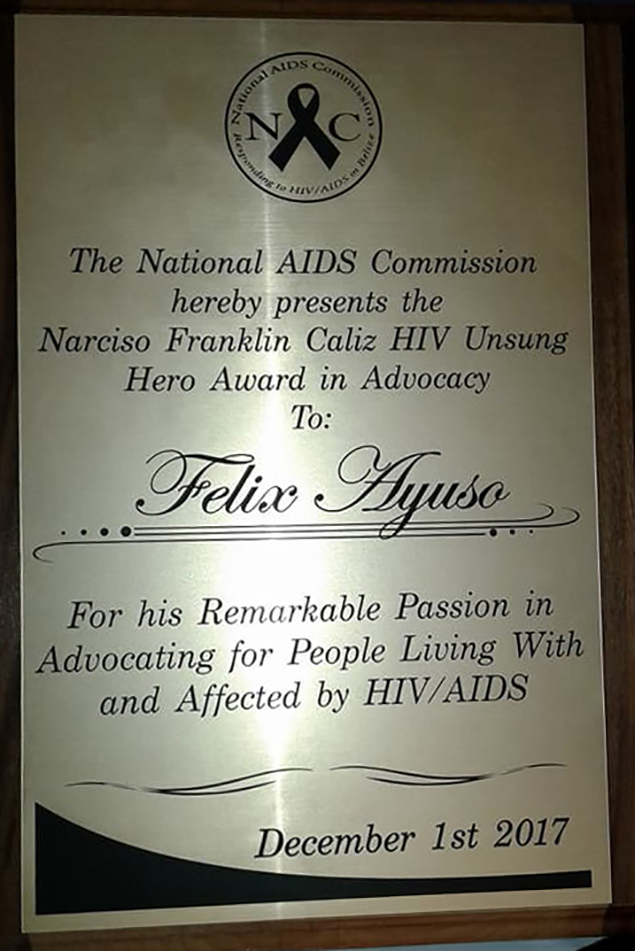 National AIDS Commission
N C
Responding to HIV/AIDS in Belize
The National AIDS Commission
hereby presents the
Narciso Franklin Caliz HIV Unsung
Hero Award in Advocacy
To:
Felix Ayuso
For his Remarkable Passion in
Advocating for People Living With
and Affected by HIV/AIDS
December 1st 2017